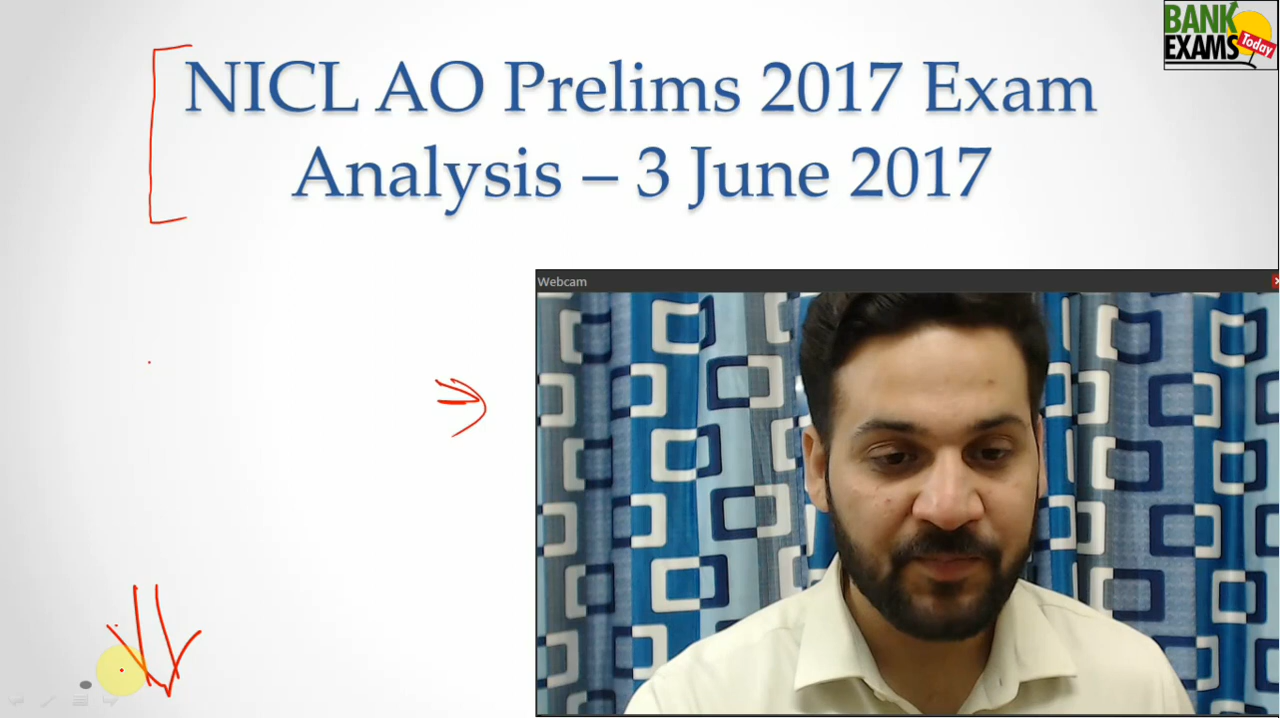 BANK
EXAMS Today
NICL AO Prelims 2017 Exam
Analysis – 3 June 2017
Webcam